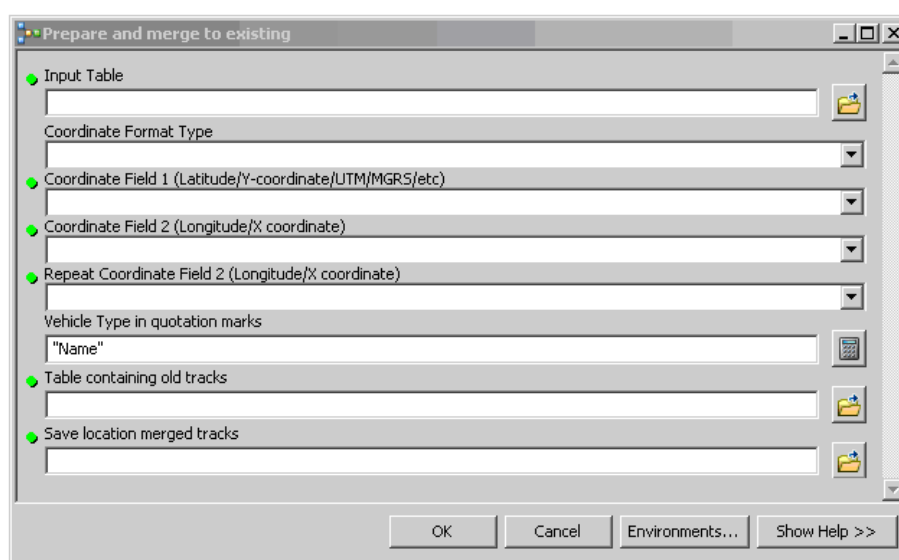 Prepare and merge to existing
Input Table
Coordinate Format Type
Coordinate Field 1 (Latitude/Y-coordinate/UTM/MGRS/etc)
Coordinate Field 2 (Longitude/X coordinate)
Repeat Coordinate Field 2 (Longitude/X coordinate)
Vehicle Type in quotation marks
"Name"
Table containing old tracks
Save location merged tracks
OK Cancel Environments... Show Help >>